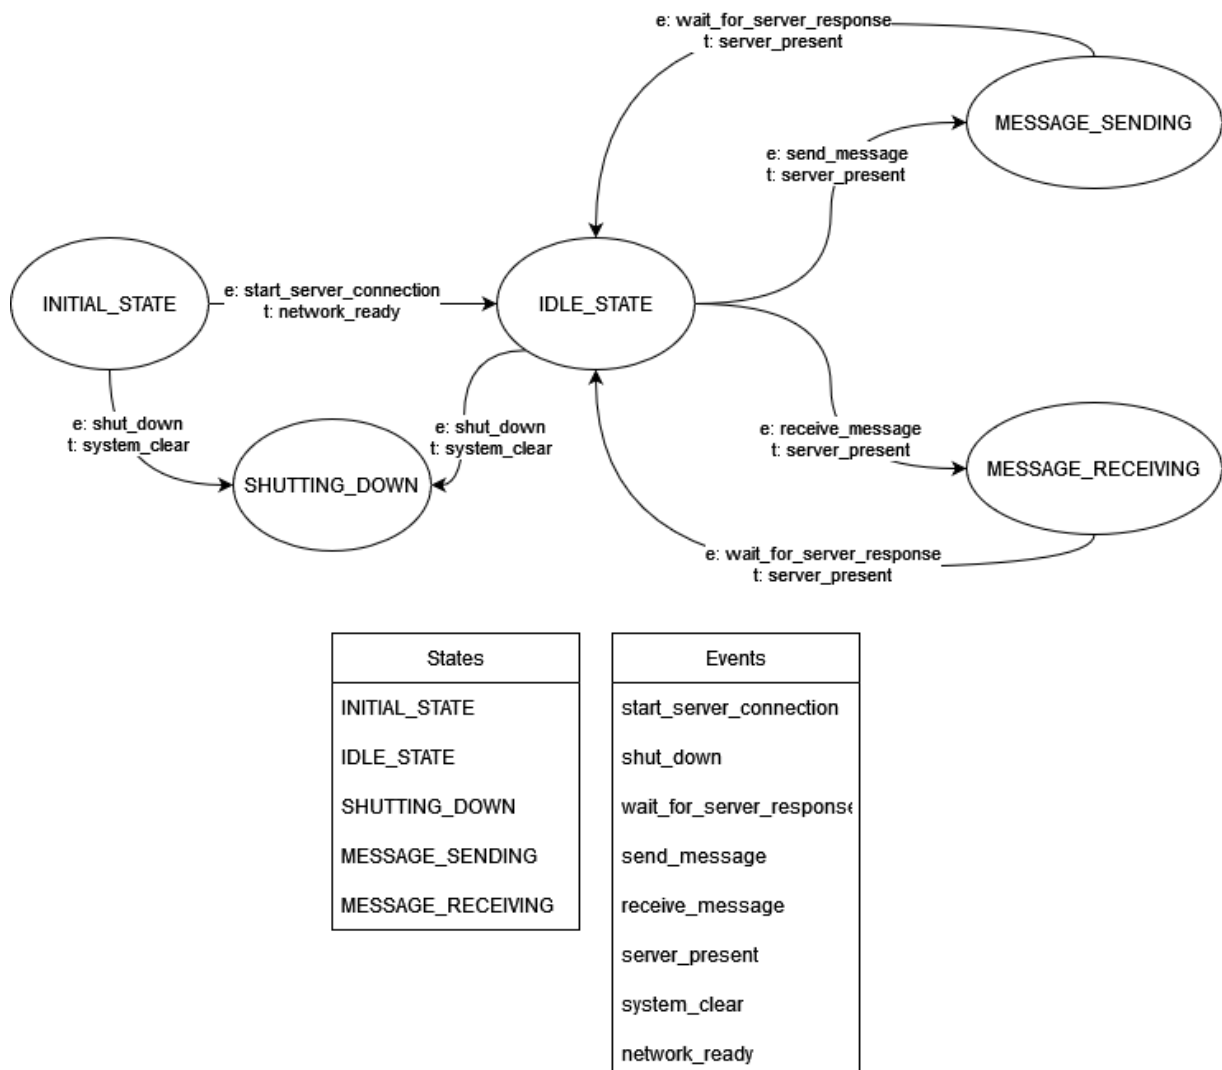 e: wait_for_server_response
t: server_present
MESSAGE_SENDING
e: send_message
t: server_present
INITIAL_STATE
e: start_server_connection
t: network_ready
IDLE_STATE
e: shut_down
t: system_clear
e: shut_down
t: system_clear
SHUTTING_DOWN
e: receive_message
t: server_present
MESSAGE_RECEIVING
e: wait_for_server_response
t: server_present
States
INITIAL_STATE
IDLE_STATE
SHUTTING_DOWN
MESSAGE_SENDING
MESSAGE_RECEIVING
Events
start_server_connection
shut_down
wait_for_server_response
send_message
receive_message
server_present
system_clear
network_ready